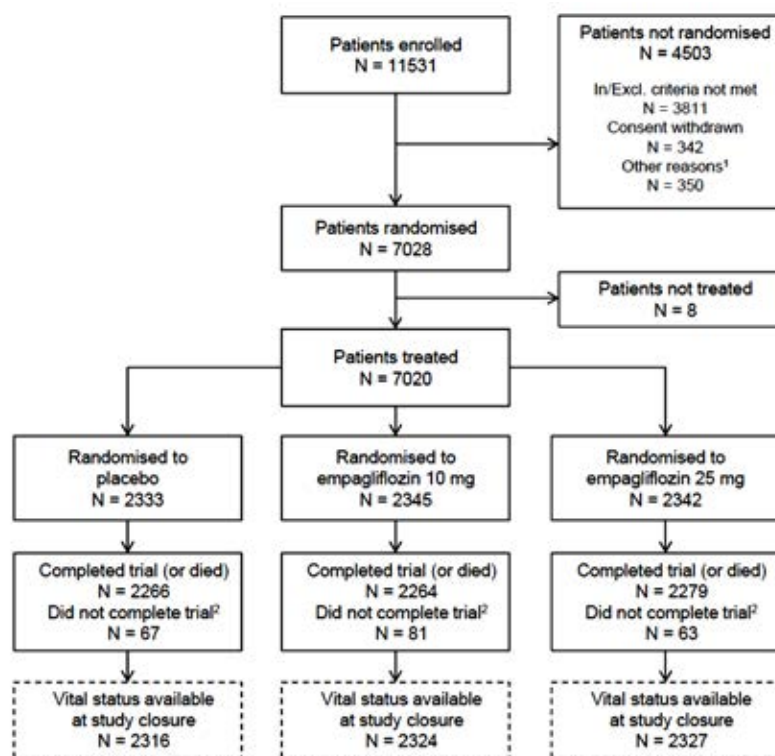 Patients enrolled
N = 11531
Patients not randomised
N = 4503
In/Excl. criteria not met
N = 3811
Consent withdrawn
N = 342
Other reasons¹
N = 350
Patients randomised
N = 7028
Patients not treated
N = 8
Patients treated
N = 7020
Randomised to
placebo
N = 2333
Randomised to
empagliflozin 10 mg
N = 2345
Randomised to
empagliflozin 25 mg
N = 2342
Completed trial (or died)
N = 2266
Did not complete trial²
N = 67
Completed trial (or died)
N = 2264
Did not complete trial²
N = 81
Completed trial (or died)
N = 2279
Did not complete trial²
N = 63
Vital status available
at study closure
N = 2316
Vital status available
at study closure
N = 2324
Vital status available
at study closure
N = 2327